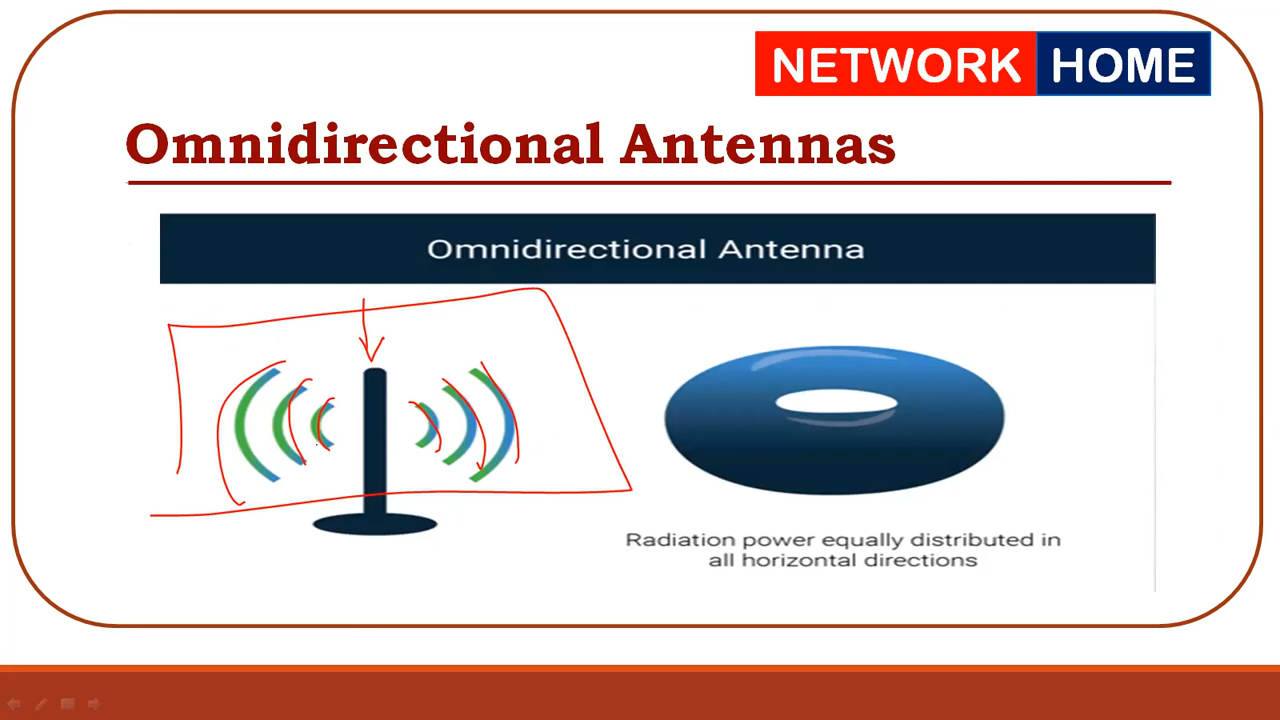 NETWORK HOME
Omnidirectional Antennas
Omnidirectional Antenna
Radiation power equally distributed in
all horizontal directions